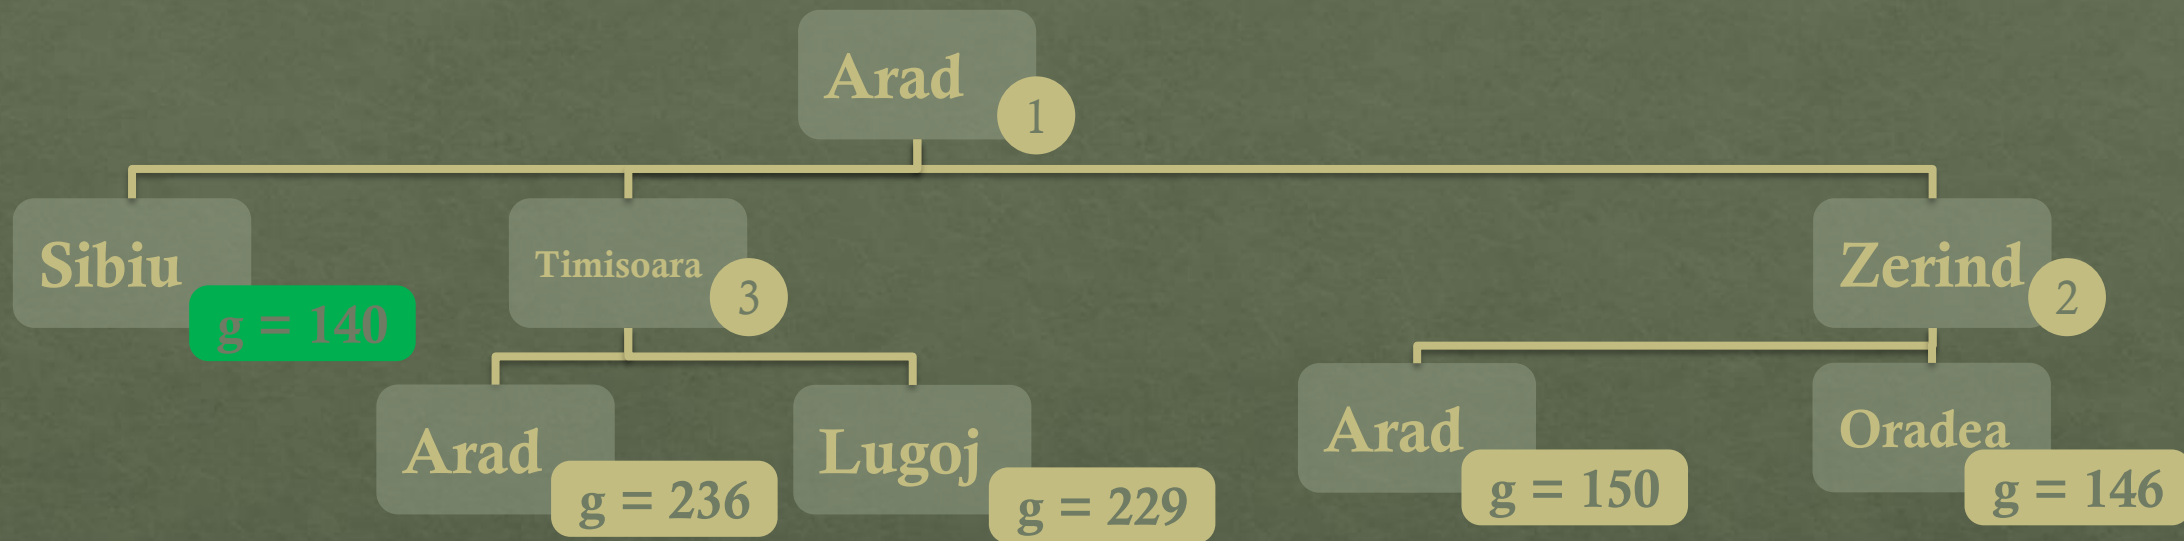 Arad
1
Sibiu
g = 140
Timisoara
3
Zerind
2
Arad
g = 236
Lugoj
g = 229
Arad
g = 150
Oradea
g = 146